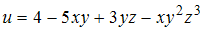 u = 4 − 5xy + 3yz − xy²z³